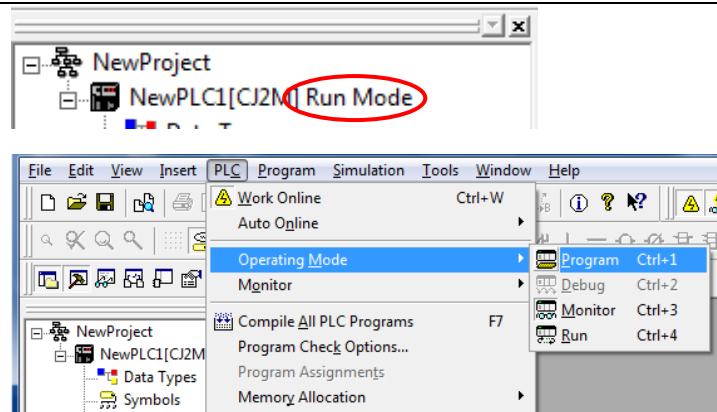 NewProject
NewPLC1[CJ2M] Run Mode
File Edit View Insert PLC Program Simulation Tools Window Help
Work Online Ctrl+W
Auto Online
Operating Mode
Program Ctrl+1
Monitor
Debug Ctrl+2
Monitor Ctrl+3
Compile All PLC Programs F7
Run Ctrl+4
NewProject
Program Check Options...
NewPLC1[CJ2M
Data Types
Program Assignments
Symbols
Memory Allocation